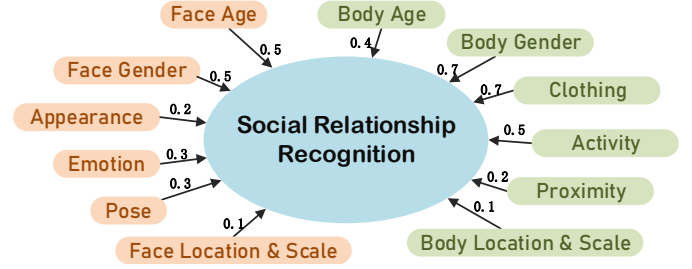 Face Age
0.5
Body Age
0.4
Body Gender
0.7
Face Gender
0.5
Clothing
0.7
Appearance
0.2
Social Relationship
Recognition
Activity
0.5
Emotion
0.3
Proximity
0.2
Pose
0.3
Face Location & Scale
0.1
Body Location & Scale
0.1